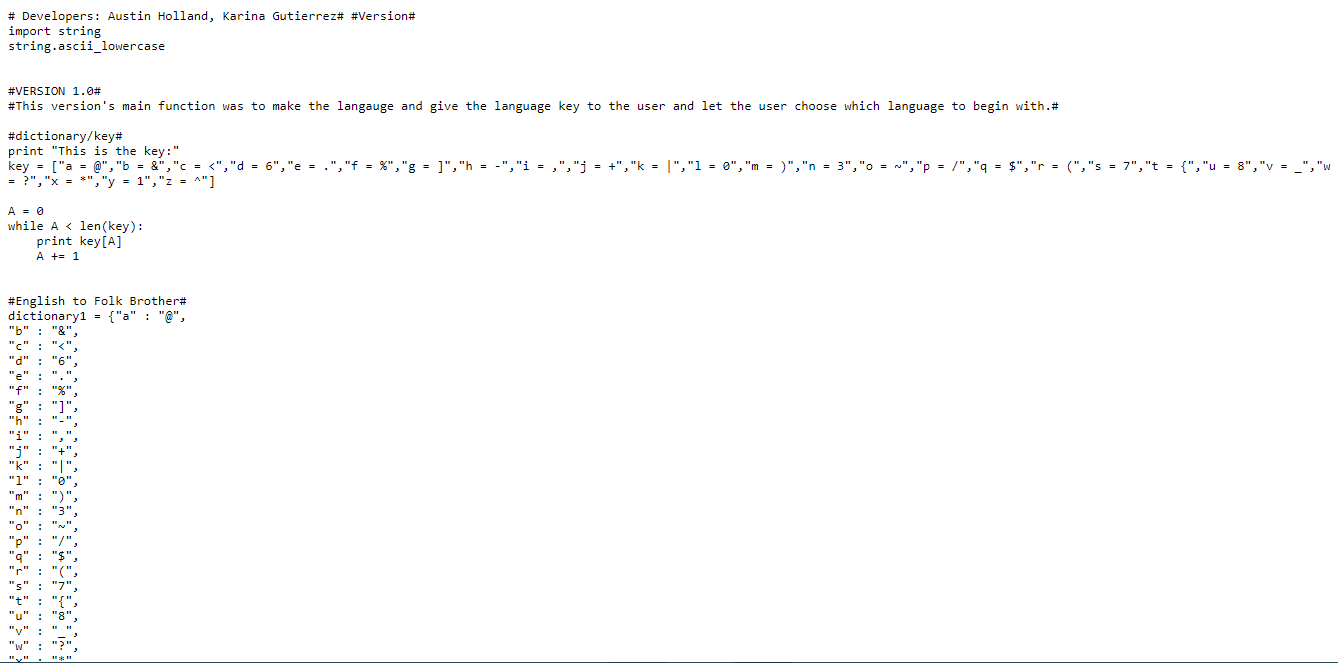 # Developers: Austin Holland, Karina Gutierrez# #Version#
import string
string.ascii_lowercase
#VERSION 1.0#
#This version's main function was to make the langauge and give the language key to the user and let the user choose which language to begin with.#
#dictionary/key#
print "This is the key:"
key = ["a = @","b = &","c = <","d = 6","e = .","f = %","g = ]","h = -","i = ,","j = +","k = |","l = 0","m = )","n = 3","o = ~","p = /","q = $","r = (","s = 7","t = {","u = 8","v = _","w
= ?","x = *","y = 1","z = ^"]
A = 0
while A < len(key):
    print key[A]
    A += 1
#English to Folk Brother#
dictionary1 = {"a" : "@",
"b" : "&",
"c" : "<",
"d" : "6",
"e" : ".",
"f" : "%",
"g" : "]",
"h" : "-",
"i" : ",",
"j" : "+",
"k" : "|",
"l" : "0",
"m" : ")",
"n" : "3",
"o" : "~",
"p" : "/",
"q" : "$",
"r" : "(",
"s" : "7",
"t" : "{",
"u" : "8",
"v" : "_",
"w" : "?",
"x" : "*"